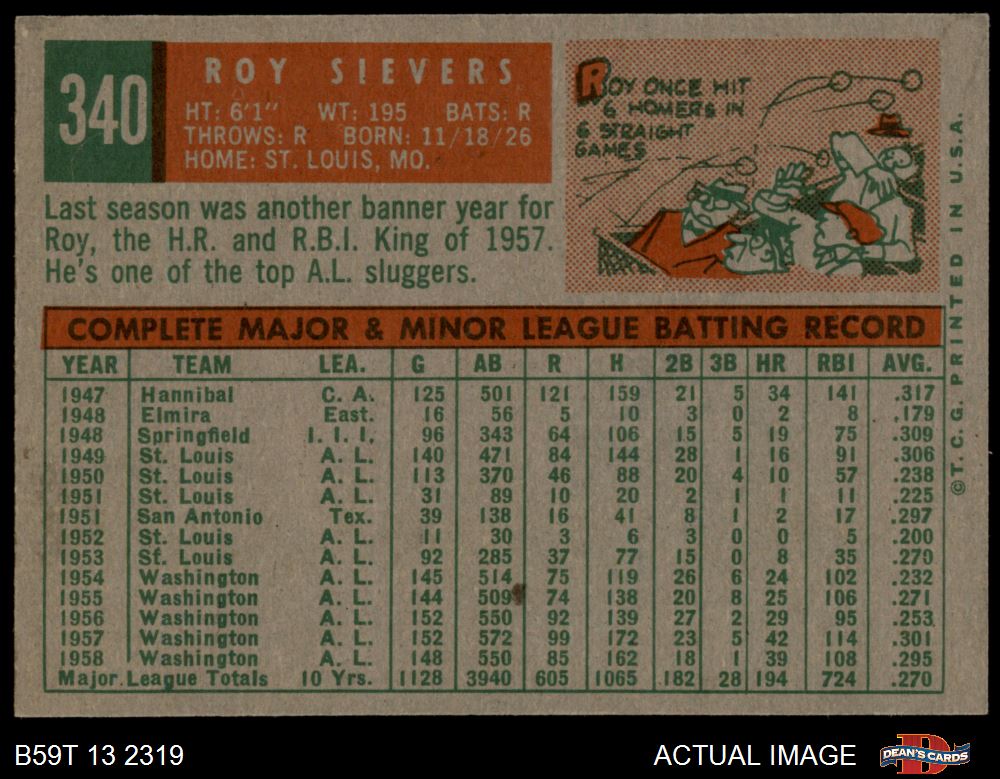 340
ROY SIEVERS
HT: 6'1" WT: 195 BATS: R
THROWS: R BORN: 11/18/26
HOME: ST. LOUIS, MO.
ROY ONCE HIT
6 HOMERS IN
6 STRAIGHT
GAMES
Last season was another banner year for
Roy, the H.R. and R.B.I. King of 1957.
He's one of the top A.L. sluggers.
COMPLETE MAJOR & MINOR LEAGUE BATTING RECORD
YEAR TEAM LEA. G AB R H 2B 3B HR RBI AVG.
1947 Hannibal C. A. 125 501 121 159 21 5 34 141 .317
1948 Elmira East. 16 56 5 10 3 0 2 8 .179
1948 Springfield I. I. I. 96 343 64 106 15 5 19 75 .309
1949 St. Louis A. L. 140 471 84 144 28 1 16 91 .306
1950 St. Louis A. L. 113 370 46 88 20 4 10 57 .238
1951 St. Louis A. L. 31 89 10 20 2 1 1 11 .225
1951 San Antonio Tex. 39 138 16 41 8 1 2 17 .297
1952 St. Louis A. L. 11 30 3 6 3 0 0 5 .200
1953 St. Louis A. L. 92 285 37 77 15 0 8 35 .270
1954 Washington A. L. 145 514 75 119 26 6 24 102 .232
1955 Washington A. L. 144 509 74 138 20 8 25 106 .271
1956 Washington A. L. 152 550 92 139 27 2 29 95 .253
1957 Washington A. L. 152 572 99 172 23 5 42 114 .301
1958 Washington A. L. 148 550 85 162 18 1 39 108 .295
Major League Totals 10 Yrs. 1128 3940 605 1065 182 28 194 724 .270
©T. C. G. PRINTED IN U.S.A.
B59T 13 2319
ACTUAL IMAGE
D
DEAN'S CARDS